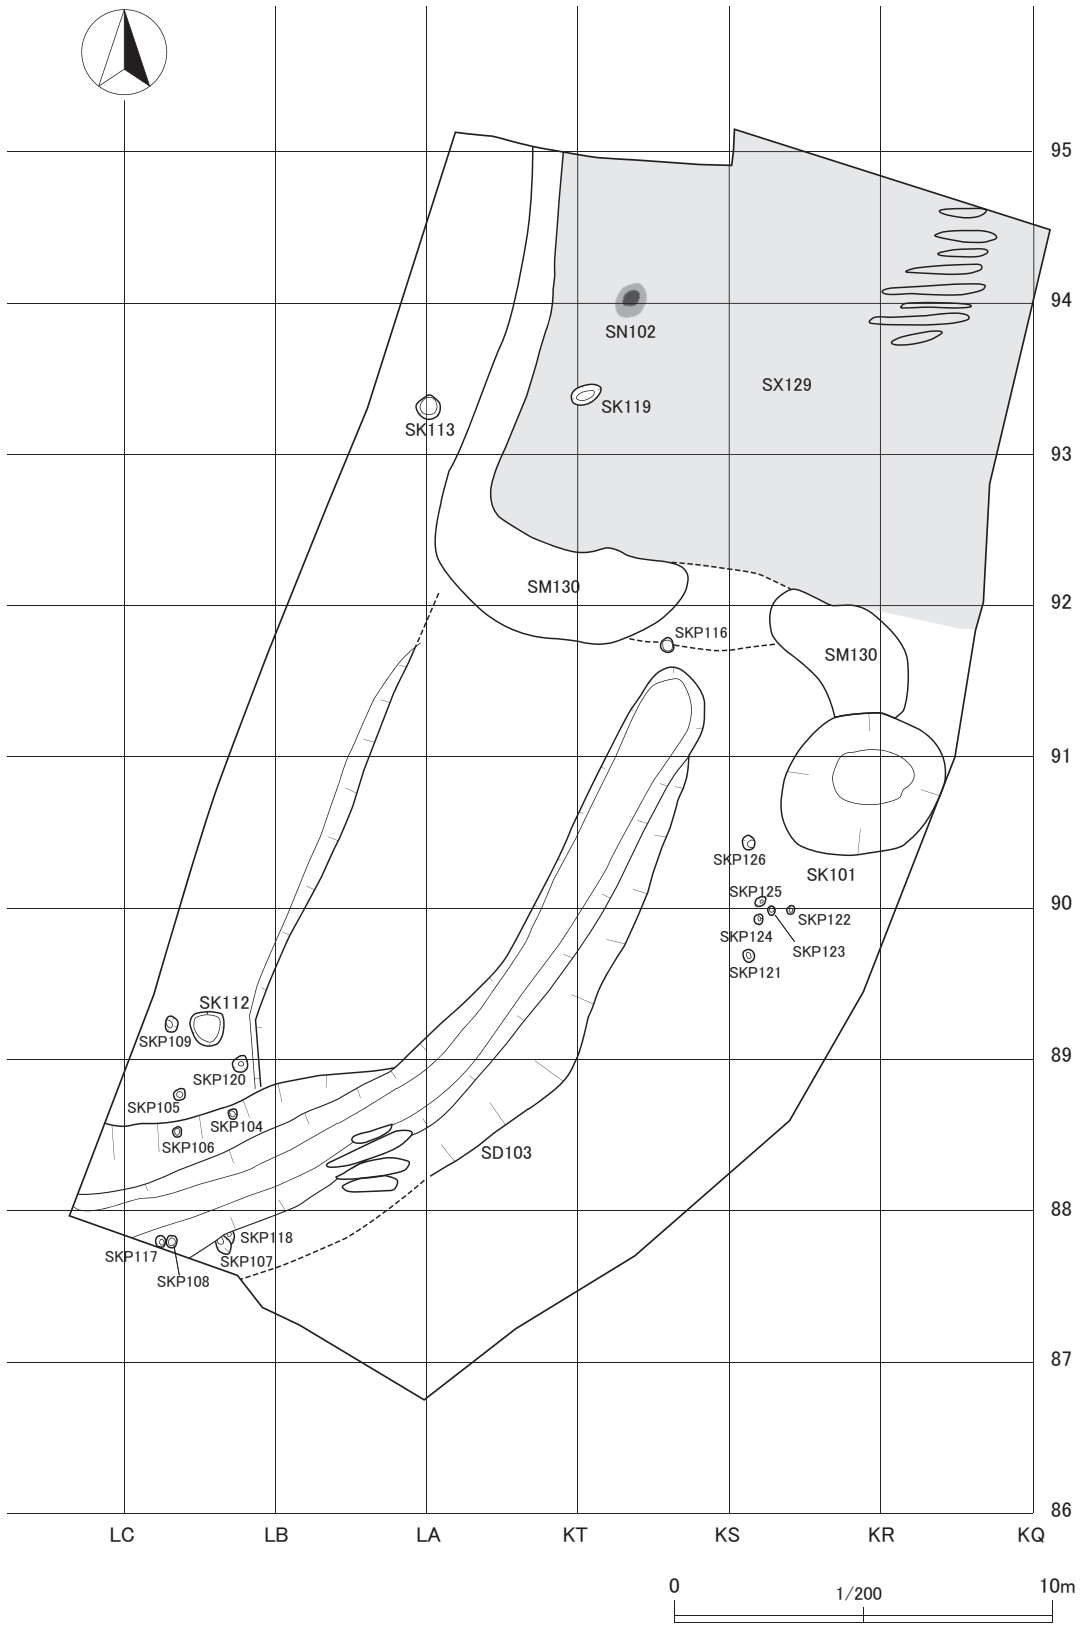 95
94
SN102
SX129
SK119
SK113
93
SM130
92
SKP116
SM130
91
SKP126
SK101
SKP125
90
SKP122
SKP124
SKP123
SKP121
SK112
SKP109
89
SKP120
SKP105
SKP104
SKP106
SD103
88
SKP118
SKP117
SKP107
SKP108
87
86
LC LB LA KT KS KR KQ
0 1/200 10m